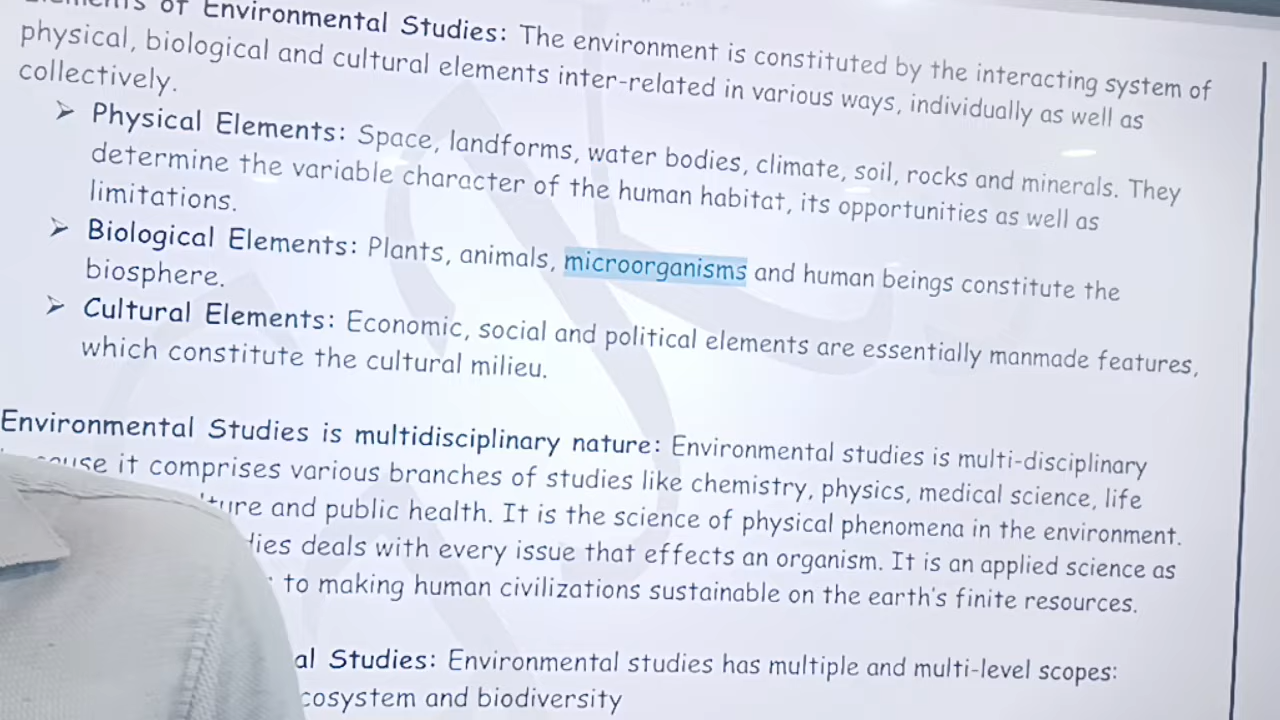 of Environmental Studies: The environment is constituted by the interacting system of
physical, biological and cultural elements inter-related in various ways, individually as well as
collectively.
➤ Physical Elements: Space, landforms, water bodies, climate, soil, rocks and minerals. They
determine the variable character of the human habitat, its opportunities as well as
limitations.
➤ Biological Elements: Plants, animals, microorganisms and human beings constitute the
biosphere.
➤ Cultural Elements: Economic, social and political elements are essentially manmade features,
which constitute the cultural milieu.
Environmental Studies is multidisciplinary nature: Environmental studies is multi-disciplinary
it comprises various branches of studies like chemistry, physics, medical science, life
and public health. It is the science of physical phenomena in the environment.
deals with every issue that effects an organism. It is an applied science as
to making human civilizations sustainable on the earth's finite resources.
Studies: Environmental studies has multiple and multi-level scopes:
and biodiversity